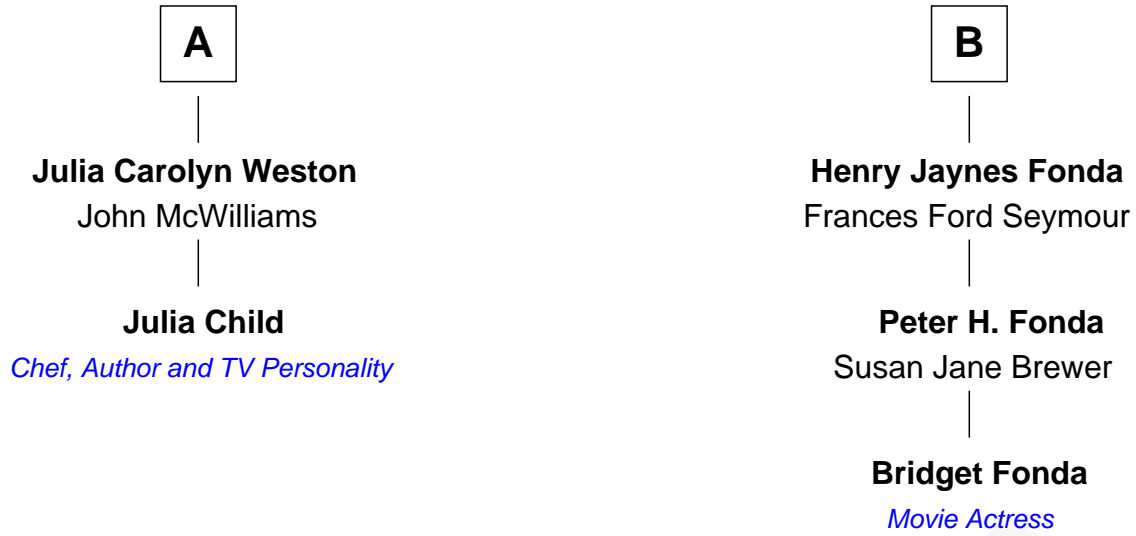 A
Julia Carolyn Weston
John McWilliams
Julia Child
Chef, Author and TV Personality
B
Henry Jaynes Fonda
Frances Ford Seymour
Peter H. Fonda
Susan Jane Brewer
Bridget Fonda
Movie Actress